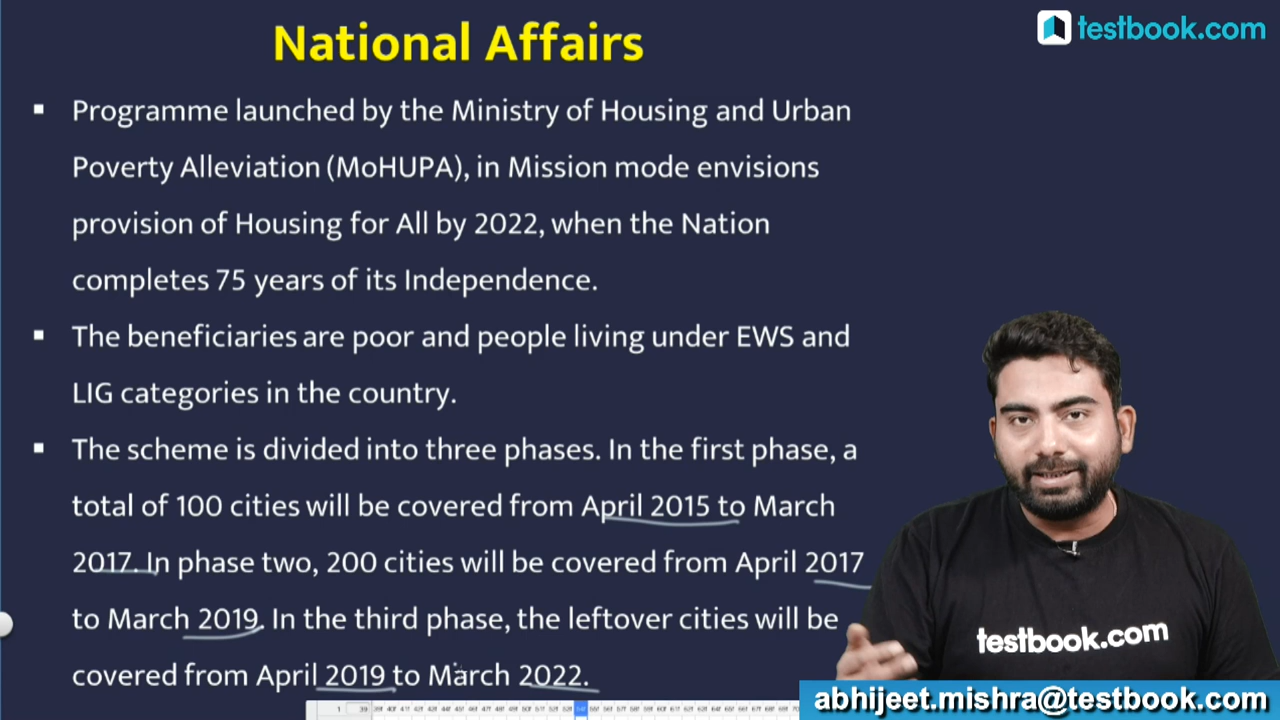 National Affairs
testbook.com
▪ Programme launched by the Ministry of Housing and Urban
Poverty Alleviation (MoHUPA), in Mission mode envisions
provision of Housing for All by 2022, when the Nation
completes 75 years of its Independence.
▪ The beneficiaries are poor and people living under EWS and
LIG categories in the country.
▪ The scheme is divided into three phases. In the first phase, a
total of 100 cities will be covered from April 2015 to March
2017. In phase two, 200 cities will be covered from April 2017
to March 2019. In the third phase, the leftover cities will be
covered from April 2019 to March 2022.
testbook.com
abhijeet.mishra@testbook.com